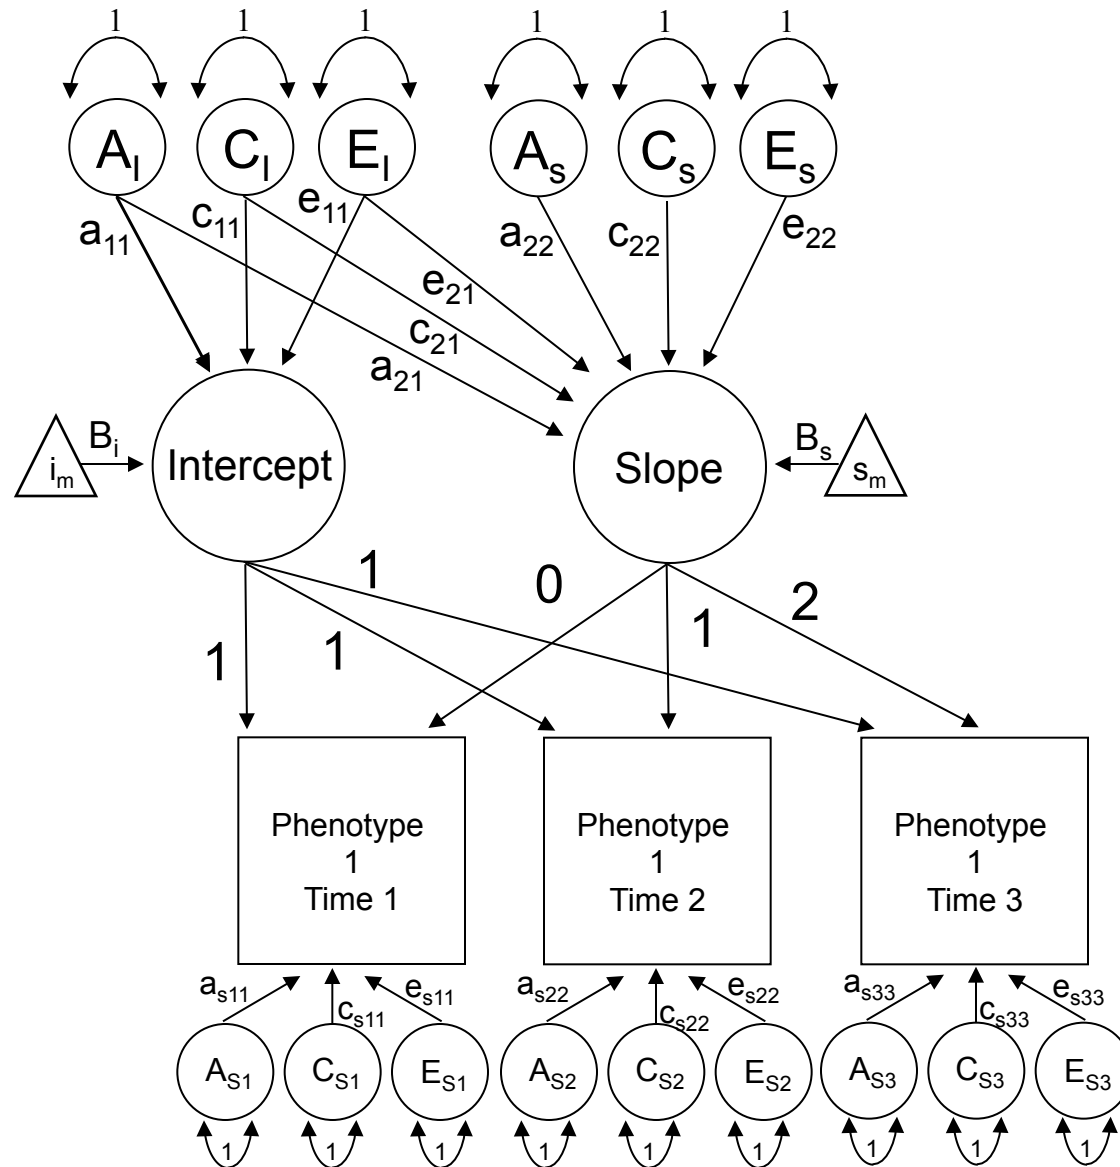 1 1 1 1 1 1
A_I C_I E_I A_s C_s E_s
a_11 c_11 e_11 a_22 c_22 e_22
e_21
c_21
a_21
i_m B_i Intercept Slope B_s s_m
1 1 1 0 1 2
Phenotype
1
Time 1
Phenotype
1
Time 2
Phenotype
1
Time 3
a_s11 c_s11 e_s11 a_s22 c_s22 e_s22 a_s33 c_s33 e_s33
A_S1 C_S1 E_S1 A_S2 C_S2 E_S2 A_S3 C_S3 E_S3
1 1 1 1 1 1 1 1 1